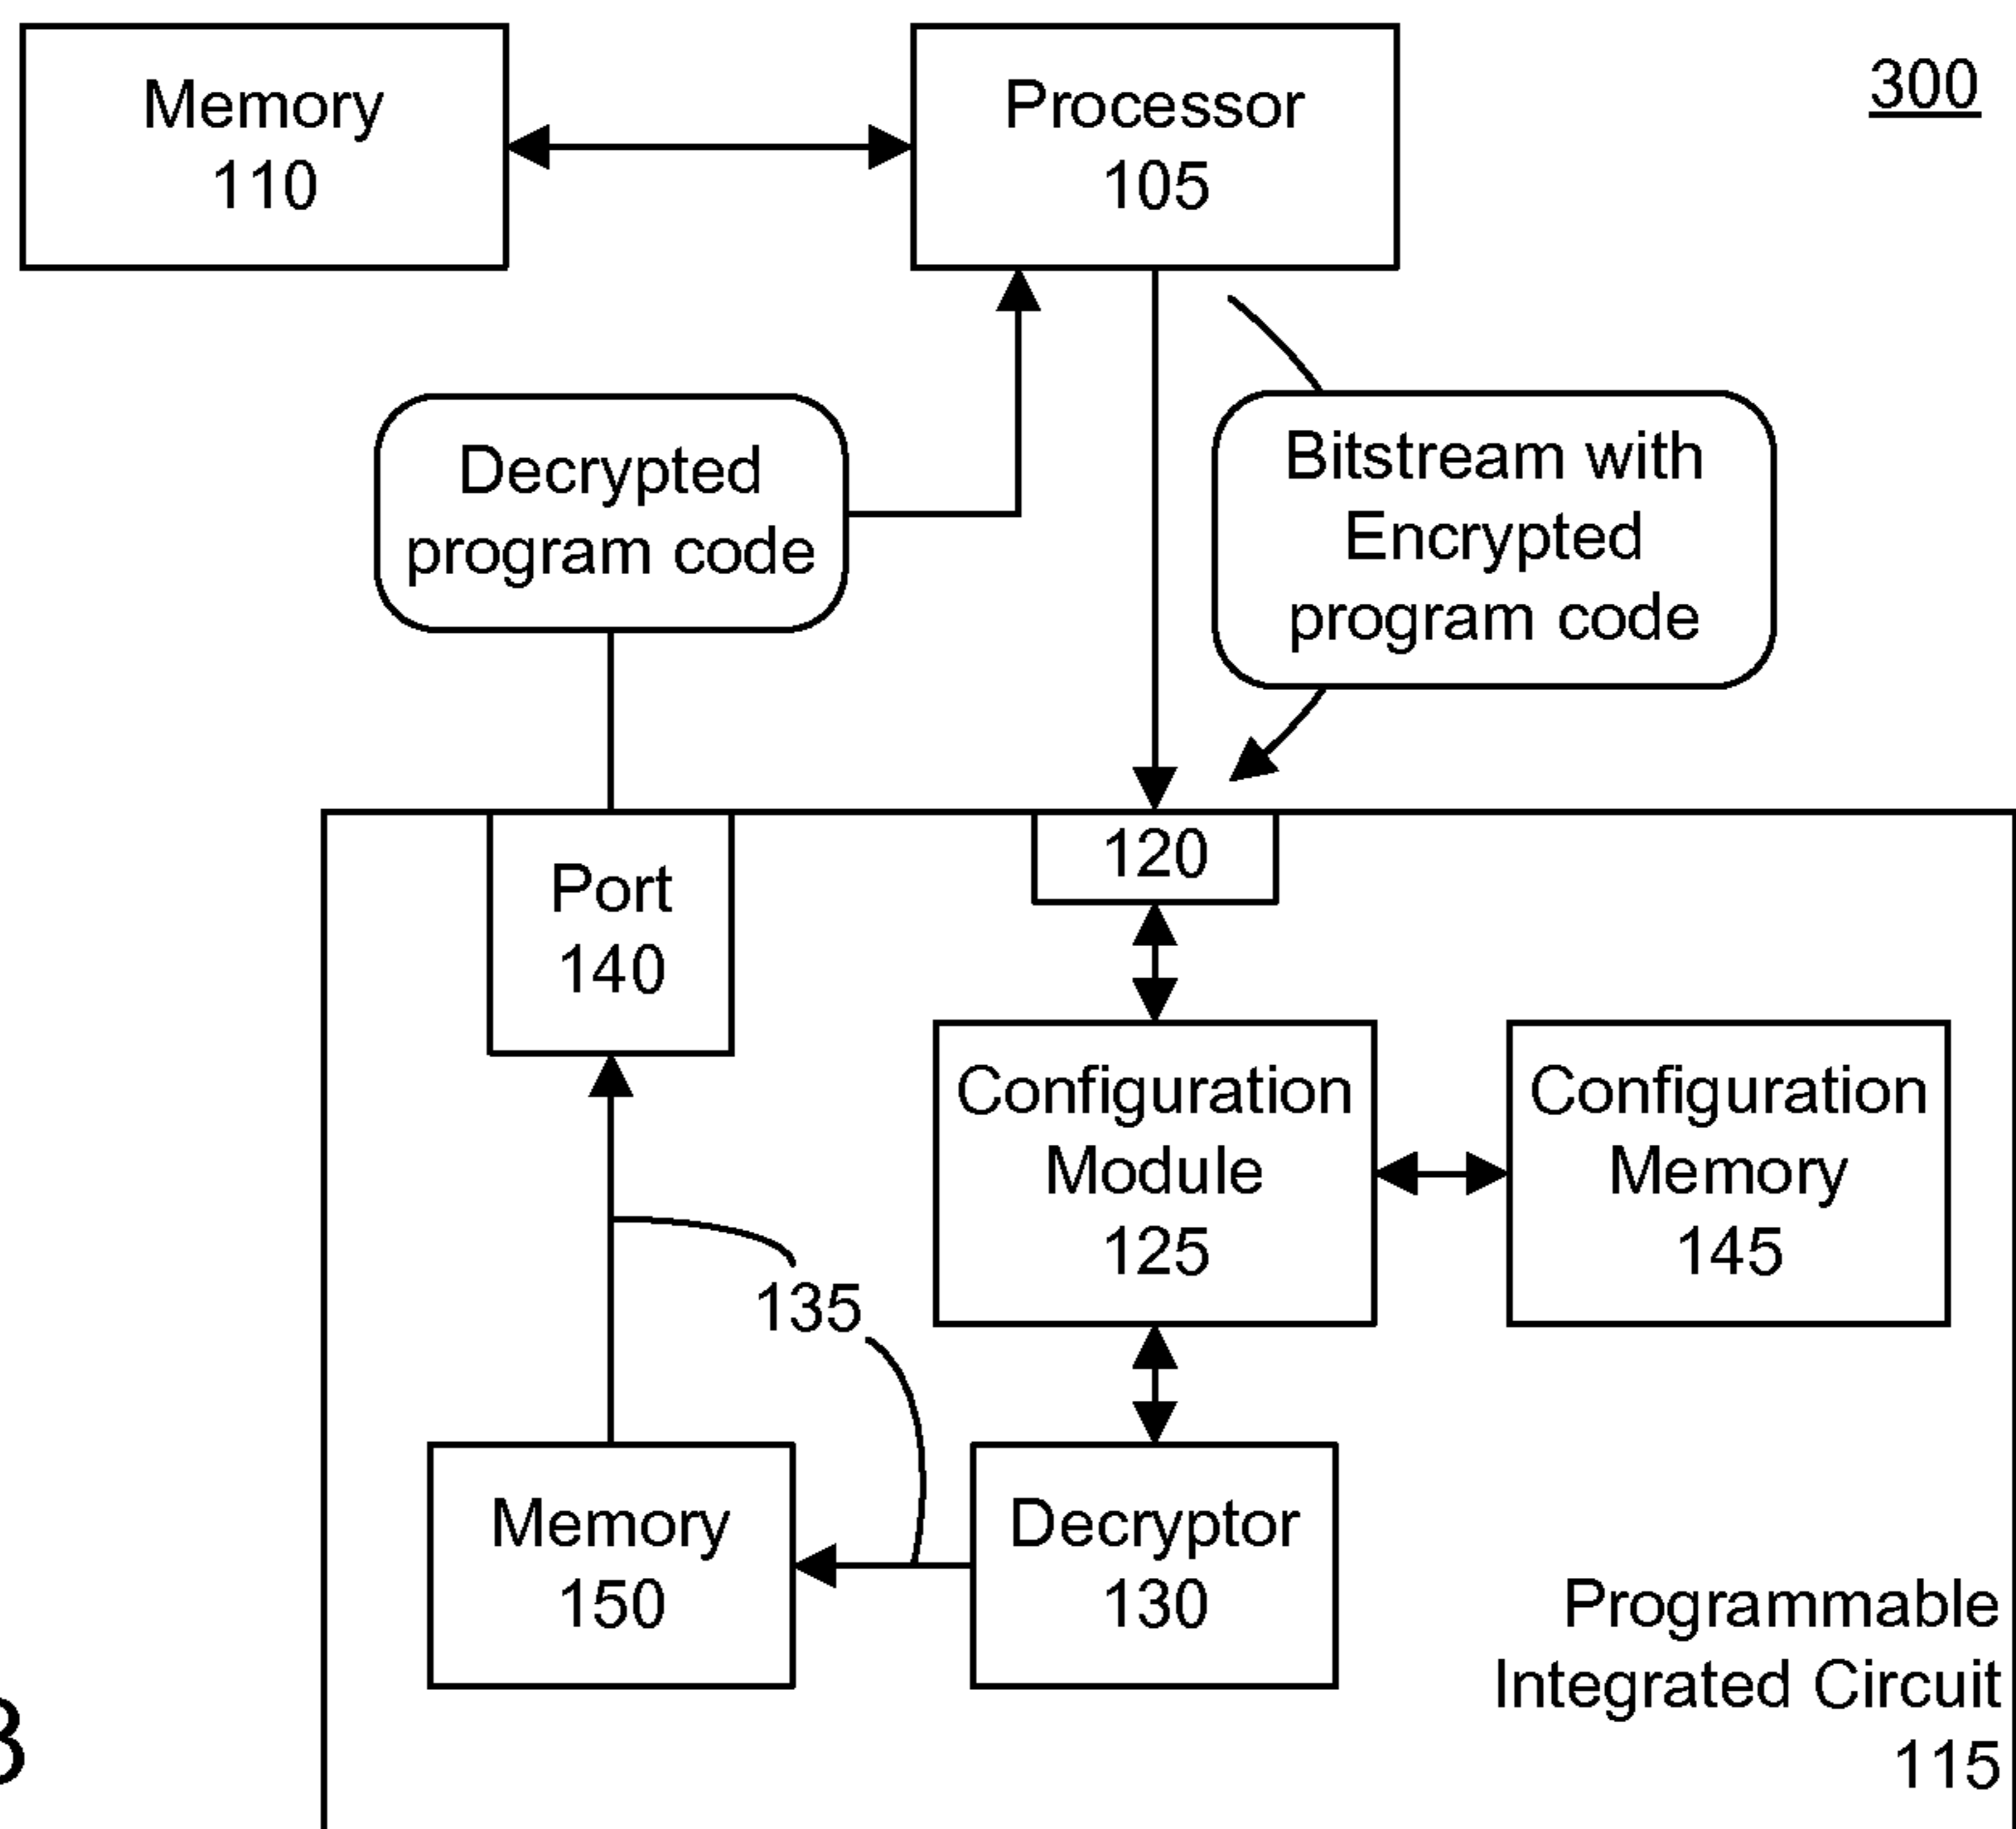 Memory
110
Processor
105
300
Decrypted
program code
Bitstream with
Encrypted
program code
Port
140
120
Configuration
Module
125
Configuration
Memory
145
135
Memory
150
Decryptor
130
Programmable
Integrated Circuit
115
3